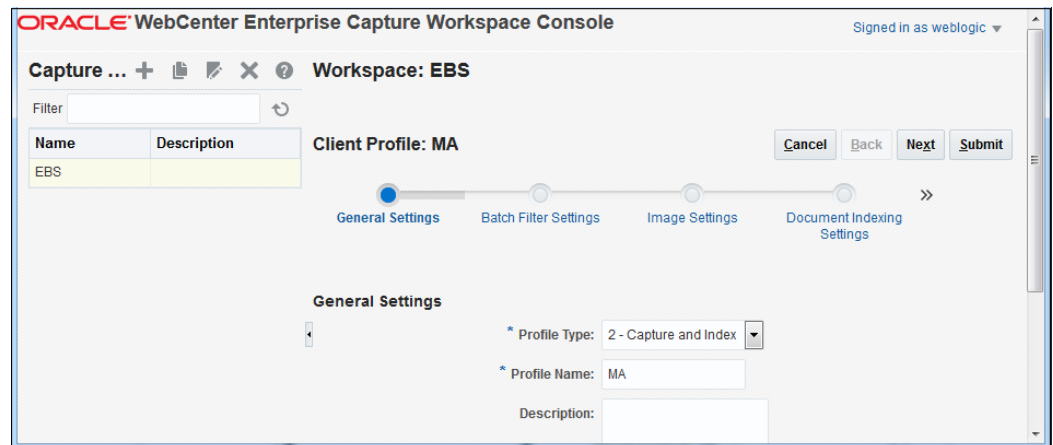 ORACLE WebCenter Enterprise Capture Workspace Console
Signed in as weblogic
Capture ...
Workspace: EBS
Filter
Name Description
EBS
Client Profile: MA
Cancel Back Next Submit
General Settings Batch Filter Settings Image Settings Document Indexing
Settings
General Settings
* Profile Type: 2 - Capture and Index
* Profile Name: MA
Description: